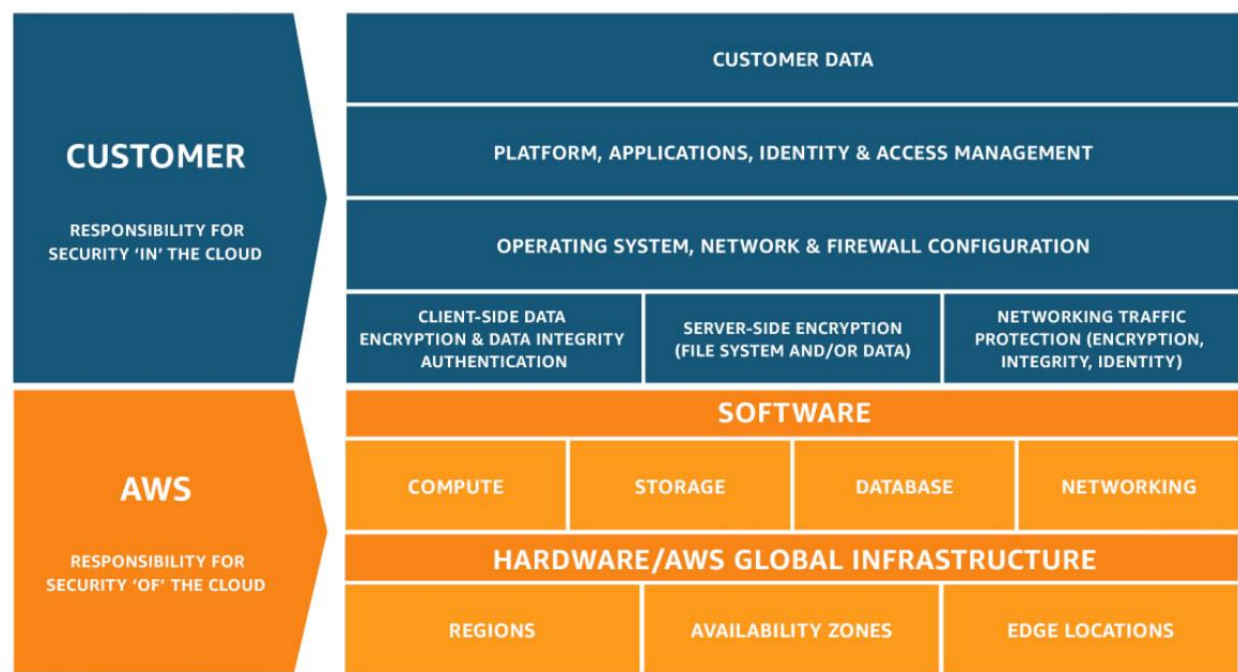 CUSTOMER
RESPONSIBILITY FOR
SECURITY ‘IN’ THE CLOUD
CUSTOMER DATA
PLATFORM, APPLICATIONS, IDENTITY & ACCESS MANAGEMENT
OPERATING SYSTEM, NETWORK & FIREWALL CONFIGURATION
CLIENT-SIDE DATA
ENCRYPTION & DATA INTEGRITY
AUTHENTICATION
SERVER-SIDE ENCRYPTION
(FILE SYSTEM AND/OR DATA)
NETWORKING TRAFFIC
PROTECTION (ENCRYPTION,
INTEGRITY, IDENTITY)
AWS
RESPONSIBILITY FOR
SECURITY ‘OF’ THE CLOUD
SOFTWARE
COMPUTE
STORAGE
DATABASE
NETWORKING
HARDWARE/AWS GLOBAL INFRASTRUCTURE
REGIONS
AVAILABILITY ZONES
EDGE LOCATIONS